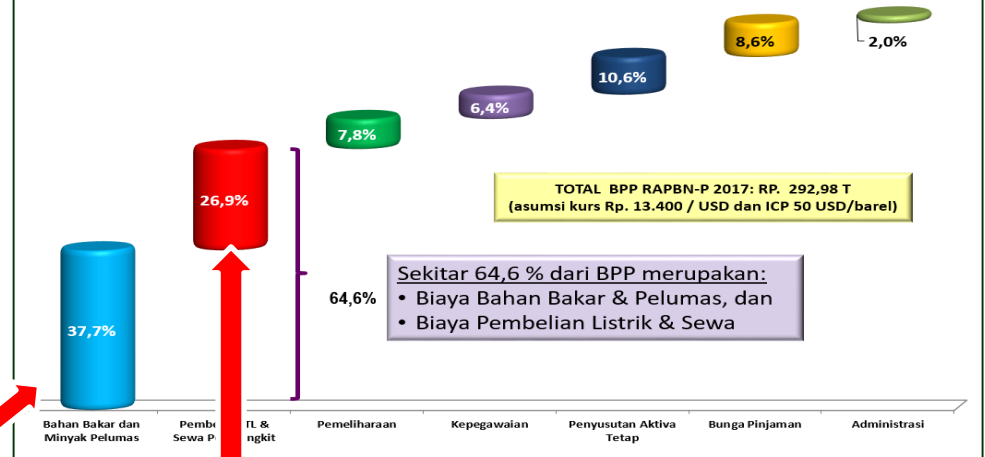 8,6%
2,0%
10,6%
6,4%
7,8%
26,9%
TOTAL BPP RAPBN-P 2017: RP. 292,98 T
(asumsi kurs Rp. 13.400 / USD dan ICP 50 USD/barel)
Sekitar 64,6 % dari BPP merupakan:
64,6%
• Biaya Bahan Bakar & Pelumas, dan
• Biaya Pembelian Listrik & Sewa
37,7%
Bahan Bakar dan
Minyak Pelumas
TL &
Sewa
Pemeliharaan
Kepegawaian
Penyusutan Aktiva
Tetap
Bunga Pinjaman
Administrasi